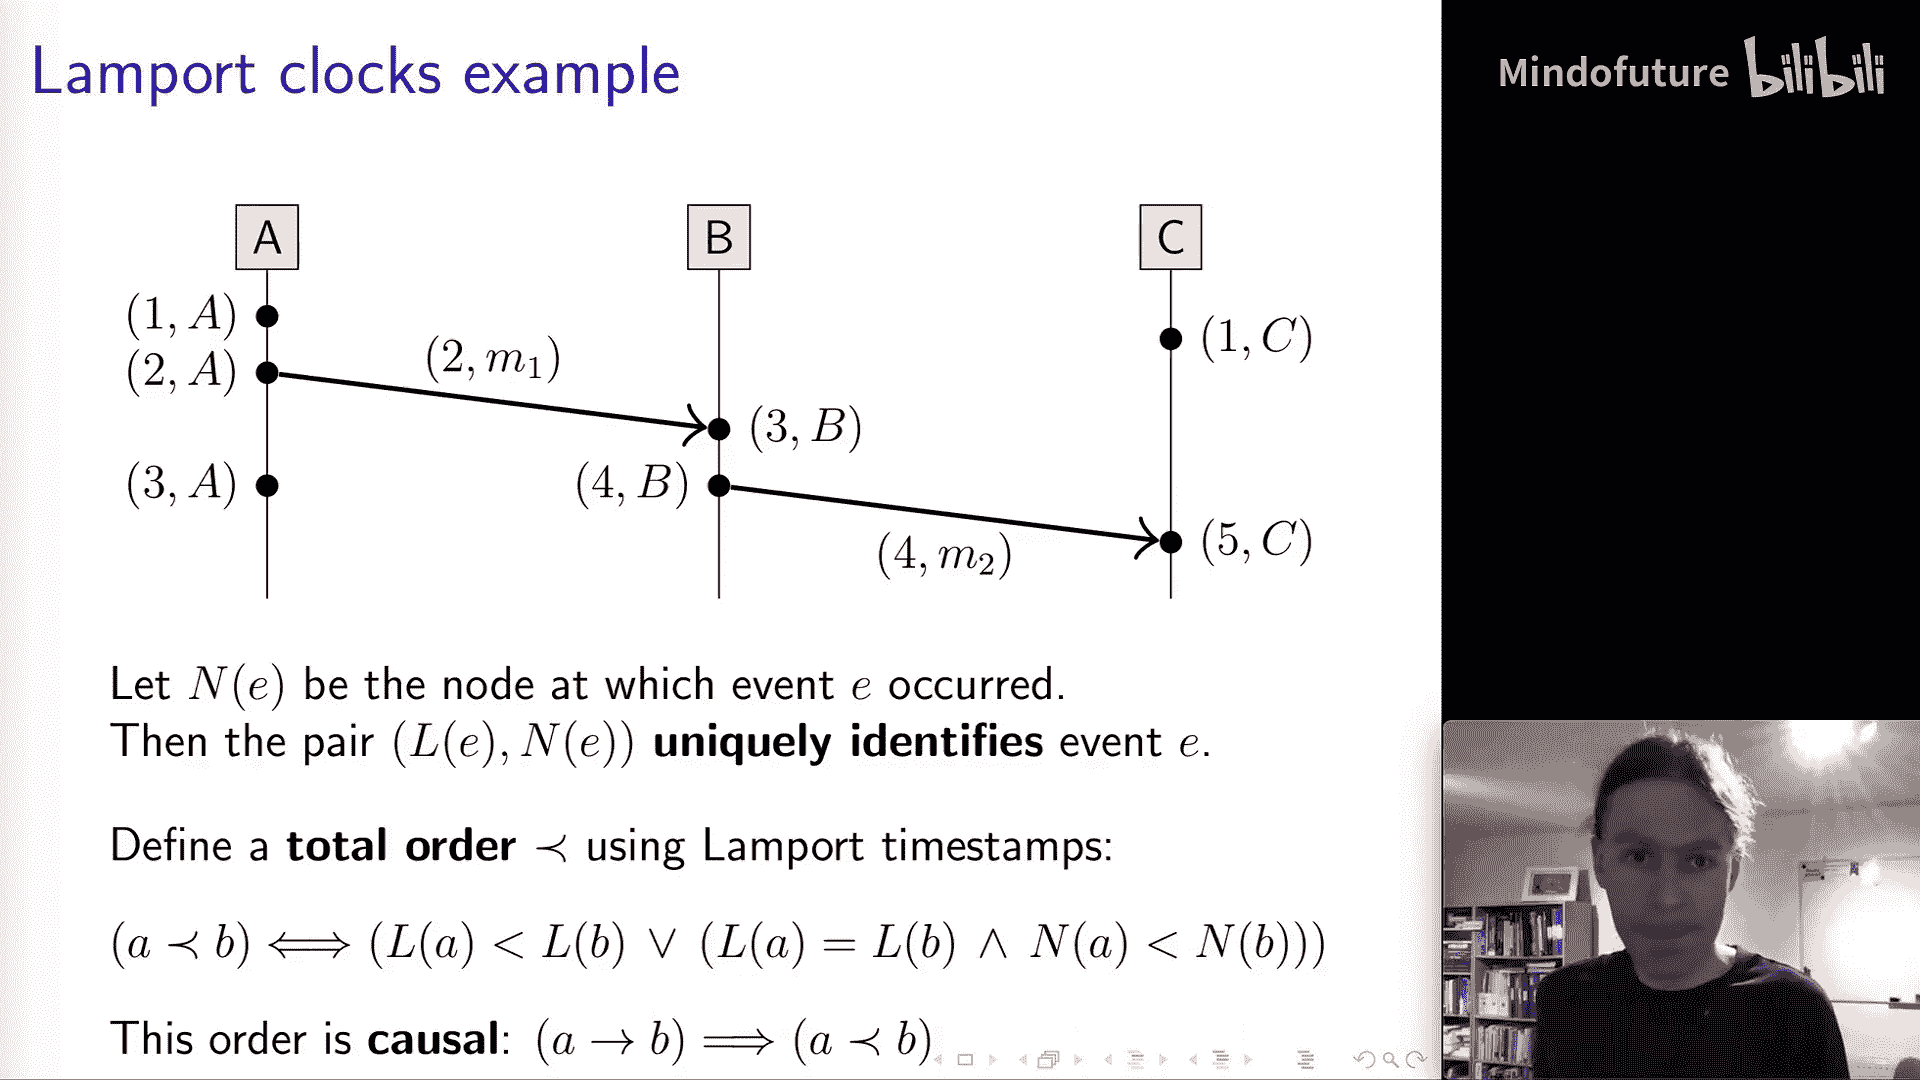 Lamport clocks example
Mindofuture bilibili
A B C
(1, A)
(2, m₁)
(1, C)
(2, A)
(3, B)
(3, A)
(4, B)
(5, C)
(4, m₂)
Let N(e) be the node at which event e occurred.
Then the pair (L(e), N(e)) uniquely identifies event e.
Define a total order ≺ using Lamport timestamps:
(a ≺ b) ⟺ (L(a) < L(b) ∨ (L(a) = L(b) ∧ N(a) < N(b)))
This order is causal: (a → b) ⟹ (a ≺ b)